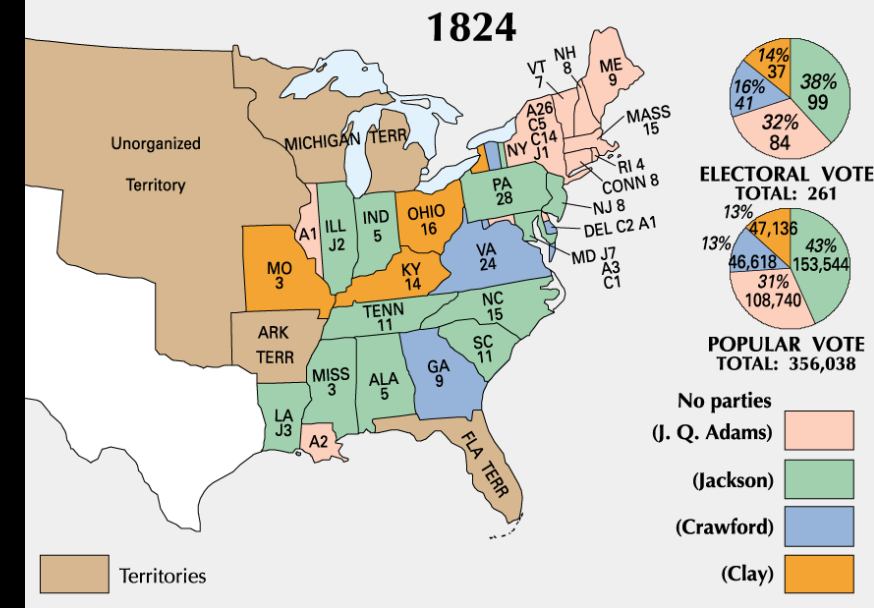 1824
VT
7
NH
8
ME
9
MASS
15
RI 4
CONN 8
A26
C5
C14
J1
NY
NJ 8
DEL C2 A1
MD J7
A3
C1
Unorganized
Territory
MICHIGAN TERR
PA
28
OHIO
16
IND
5
ILL
J2
A1
MO
3
KY
14
VA
24
NC
15
TENN
11
SC
11
ARK
TERR
MISS
3
ALA
5
GA
9
LA
J3
A2
FLA TERR
Territories
14%
37
38%
99
16%
41
32%
84
ELECTORAL VOTE
TOTAL: 261
13%
47,136
43%
153,544
13%
46,618
31%
108,740
POPULAR VOTE
TOTAL: 356,038
No parties
(J. Q. Adams)
(Jackson)
(Crawford)
(Clay)